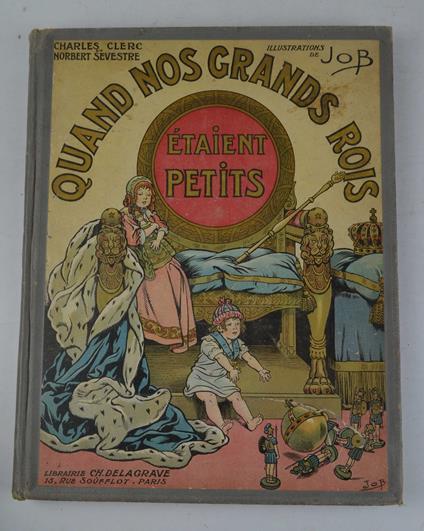 CHARLES CLERC
ET
NORBERT SEVESTRE
ILLUSTRATIONS
DE JOB
QUAND NOS GRANDS ROIS
ÉTAIENT
PETITS
LIBRAIRIE CH. DELAGRAVE
15, RUE SOUFFLOT - PARIS
JOB